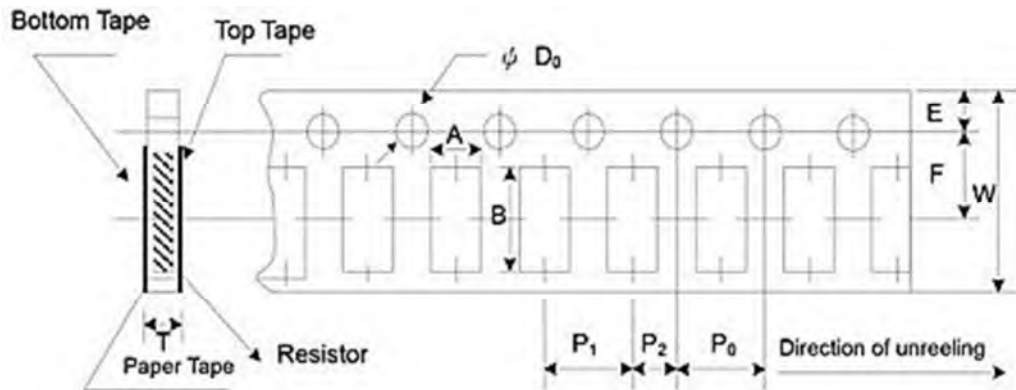 Bottom Tape
Top Tape
ψ D₀
E
A
F
W
B
T
Paper Tape
Resistor
P₁
P₂
P₀
Direction of unreeling